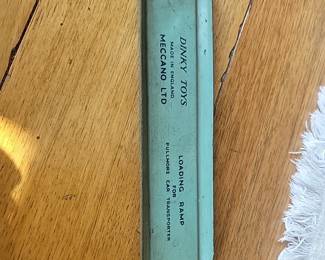 DINKY TOYS
MADE IN ENGLAND
MECCANO LTD
LOADING RAMP
FOR
PULLMORE CAR TRANSPORTER